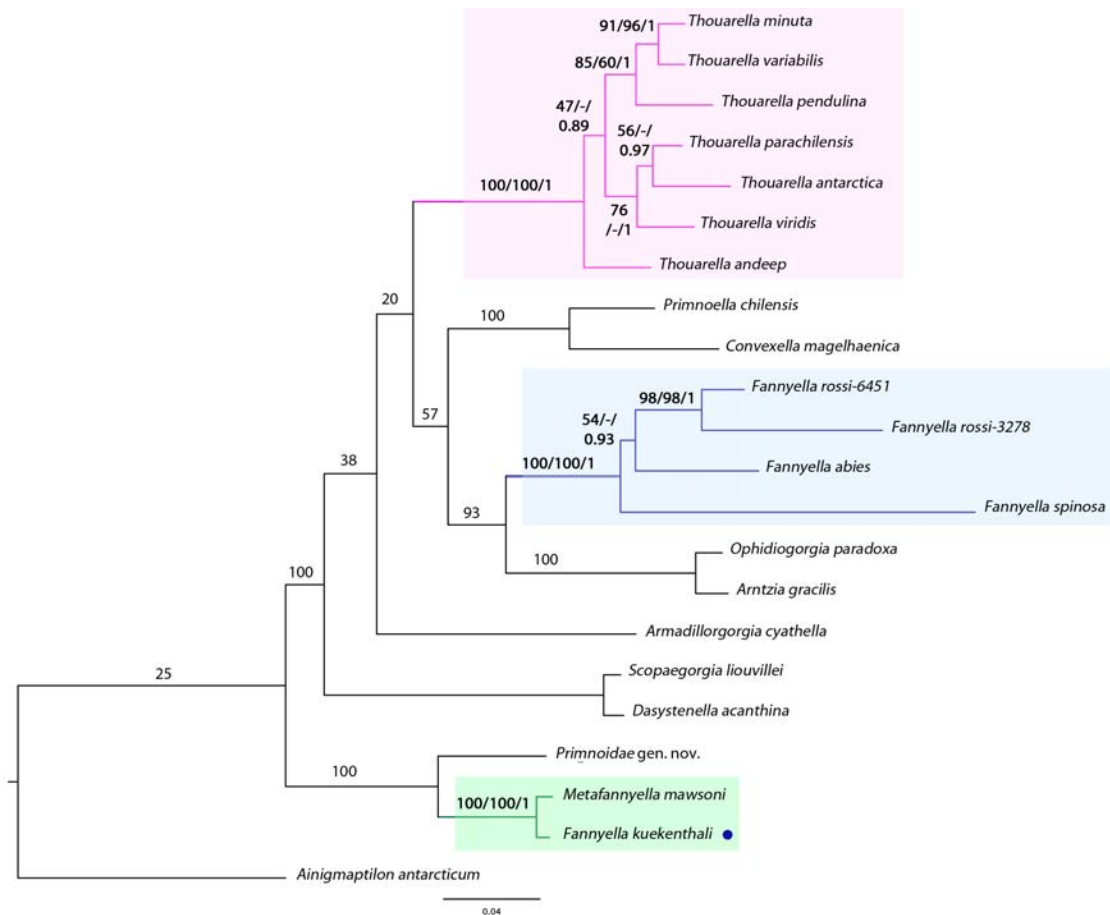 91/96/1
Thouarella minuta
85/60/1
Thouarella variabilis
Thouarella pendulina
47/-/
0.89
56/-/
0.97
Thouarella parachilensis
Thouarella antarctica
100/100/1
76
/-/1
Thouarella viridis
Thouarella andeep
20
100
Primnoella chilensis
Convexella magelhaenica
57
98/98/1
Fannyella rossi-6451
54/-/
0.93
Fannyella rossi-3278
38
100/100/1
Fannyella abies
93
Fannyella spinosa
100
100
Ophidiogorgia paradoxa
Arntzia gracilis
Armadillorgorgia cyathella
25
Scopaegorgia liouvillei
Dasystenella acanthina
100
Primnoidae gen. nov.
100/100/1
Metafannyella mawsoni
Fannyella kuekenthali
Ainigmaptilon antarcticum
0.04